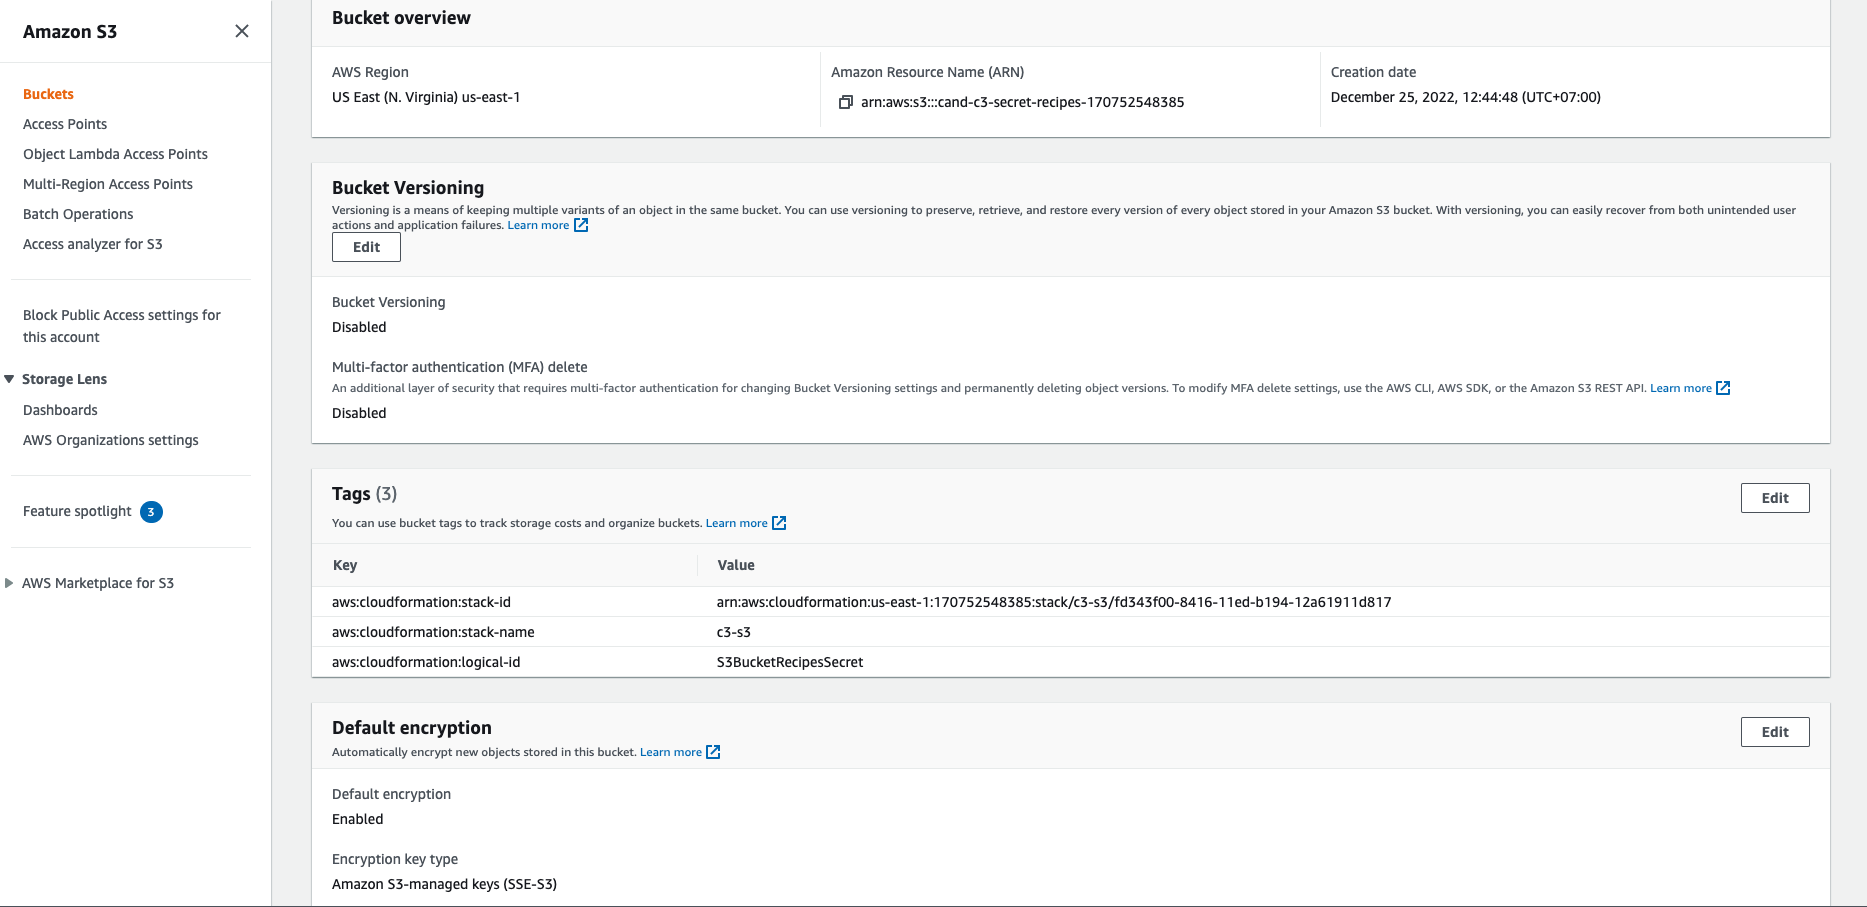 Amazon S3
Buckets
Access Points
Object Lambda Access Points
Multi-Region Access Points
Batch Operations
Access analyzer for S3
Block Public Access settings for
this account
Storage Lens
Dashboards
AWS Organizations settings
Feature spotlight 3
AWS Marketplace for S3
Bucket overview
AWS Region
US East (N. Virginia) us-east-1
Amazon Resource Name (ARN)
arn:aws:s3:::cand-c3-secret-recipes-170752548385
Creation date
December 25, 2022, 12:44:48 (UTC+07:00)
Bucket Versioning
Versioning is a means of keeping multiple variants of an object in the same bucket. You can use versioning to preserve, retrieve, and restore every version of every object stored in your Amazon S3 bucket. With versioning, you can easily recover from both unintended user
actions and application failures. Learn more
Edit
Bucket Versioning
Disabled
Multi-factor authentication (MFA) delete
An additional layer of security that requires multi-factor authentication for changing Bucket Versioning settings and permanently deleting object versions. To modify MFA delete settings, use the AWS CLI, AWS SDK, or the Amazon S3 REST API. Learn more
Disabled
Tags (3)
Edit
You can use bucket tags to track storage costs and organize buckets. Learn more
Key Value
aws:cloudformation:stack-id arn:aws:cloudformation:us-east-1:170752548385:stack/c3-s3/fd343f00-8416-11ed-b194-12a61911d817
aws:cloudformation:stack-name c3-s3
aws:cloudformation:logical-id S3BucketRecipesSecret
Default encryption
Edit
Automatically encrypt new objects stored in this bucket. Learn more
Default encryption
Enabled
Encryption key type
Amazon S3-managed keys (SSE-S3)